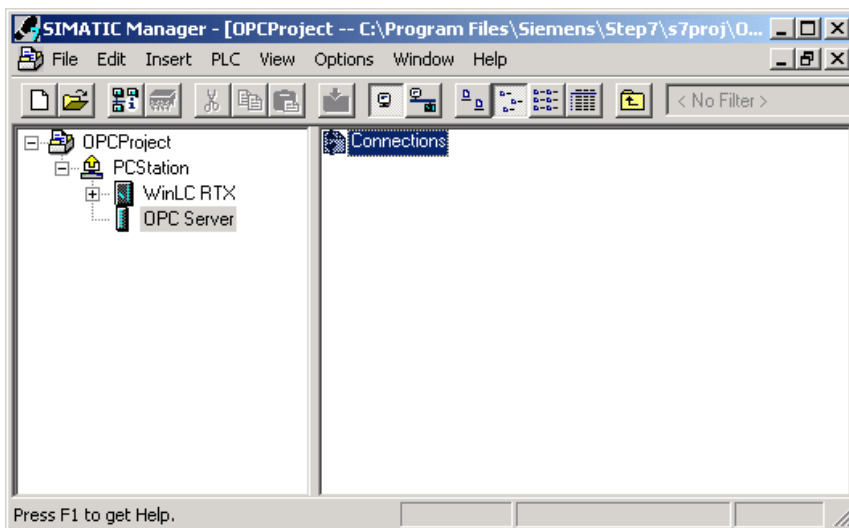 SIMATIC Manager - [OPCProject -- C:\Program Files\Siemens\Step7\s7proj\O...
File Edit Insert PLC View Options Window Help
< No Filter >
OPCProject
PCStation
WinLC RTX
OPC Server
Connections
Press F1 to get Help.